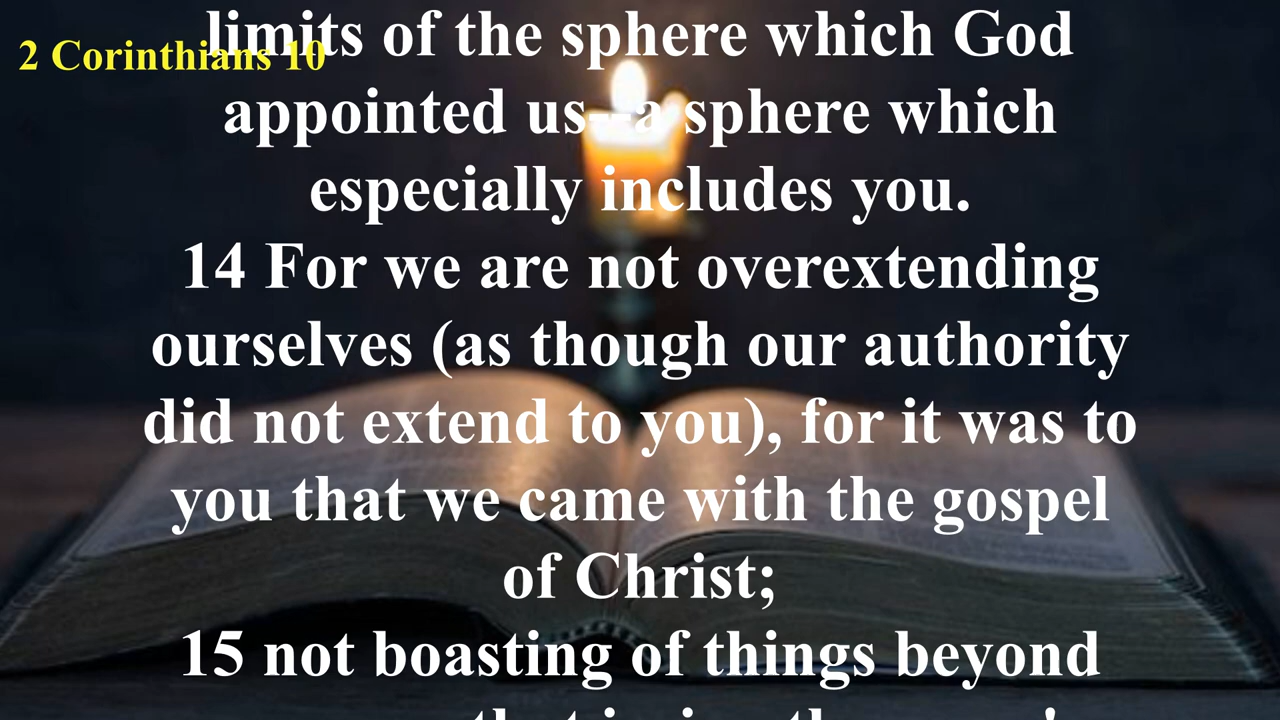 2 Corinthians 10
limits of the sphere which God
appointed us--a sphere which
especially includes you.
14 For we are not overextending
ourselves (as though our authority
did not extend to you), for it was to
you that we came with the gospel
of Christ;
15 not boasting of things beyond